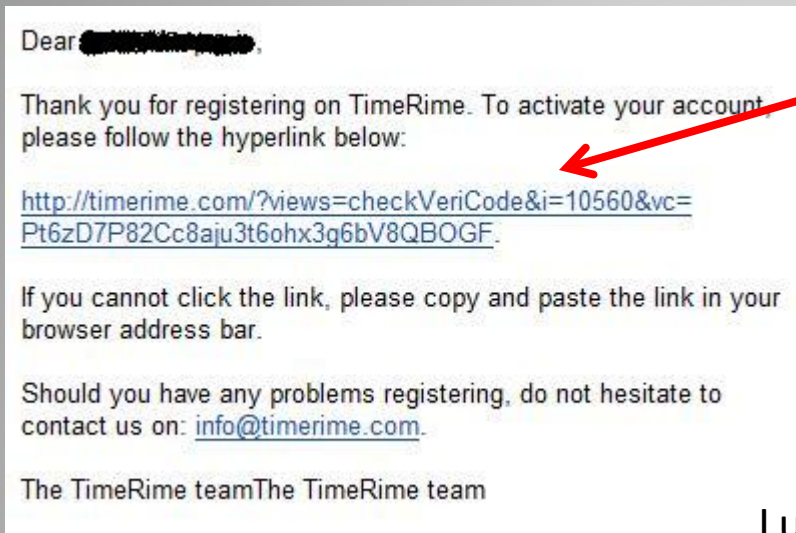 Dear
Thank you for registering on TimeRime. To activate your account,
please follow the hyperlink below:
http://timerime.com/?views=checkVeriCode&i=10560&vc=
Pt6zD7P82Cc8aju3t6ohx3g6bV8QBOGF.
If you cannot click the link, please copy and paste the link in your
browser address bar.
Should you have any problems registering, do not hesitate to
contact us on: info@timerime.com.
The TimeRime teamThe TimeRime team